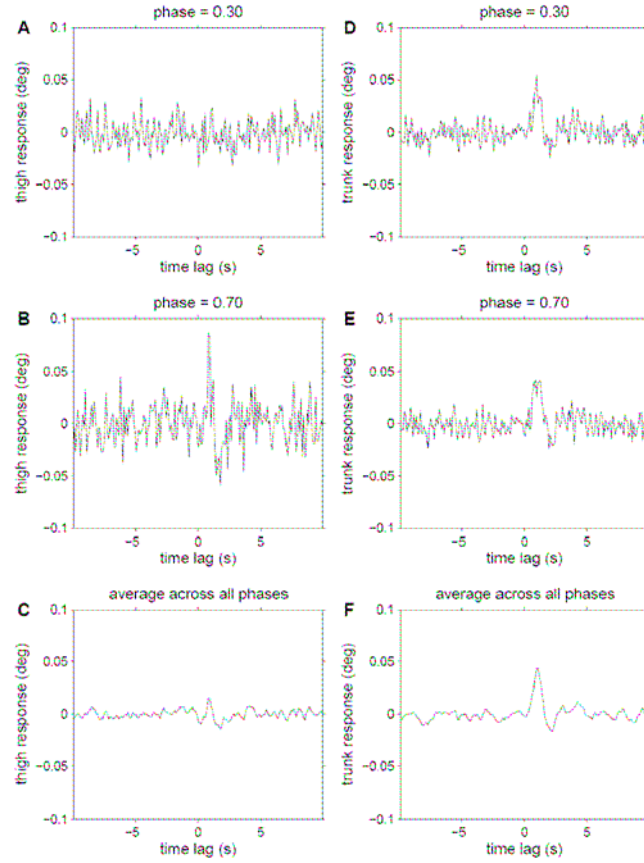 A
phase = 0.30
thigh response (deg)
0.1
0.05
0
−0.05
−0.1
−5
0
5
time lag (s)
D
phase = 0.30
trunk response (deg)
0.1
0.05
0
−0.05
−0.1
−5
0
5
time lag (s)
B
phase = 0.70
thigh response (deg)
0.1
0.05
0
−0.05
−0.1
−5
0
5
time lag (s)
E
phase = 0.70
trunk response (deg)
0.1
0.05
0
−0.05
−0.1
−5
0
5
time lag (s)
C
average across all phases
thigh response (deg)
0.1
0.05
0
−0.05
−0.1
−5
0
5
time lag (s)
F
average across all phases
trunk response (deg)
0.1
0.05
0
−0.05
−0.1
−5
0
5
time lag (s)